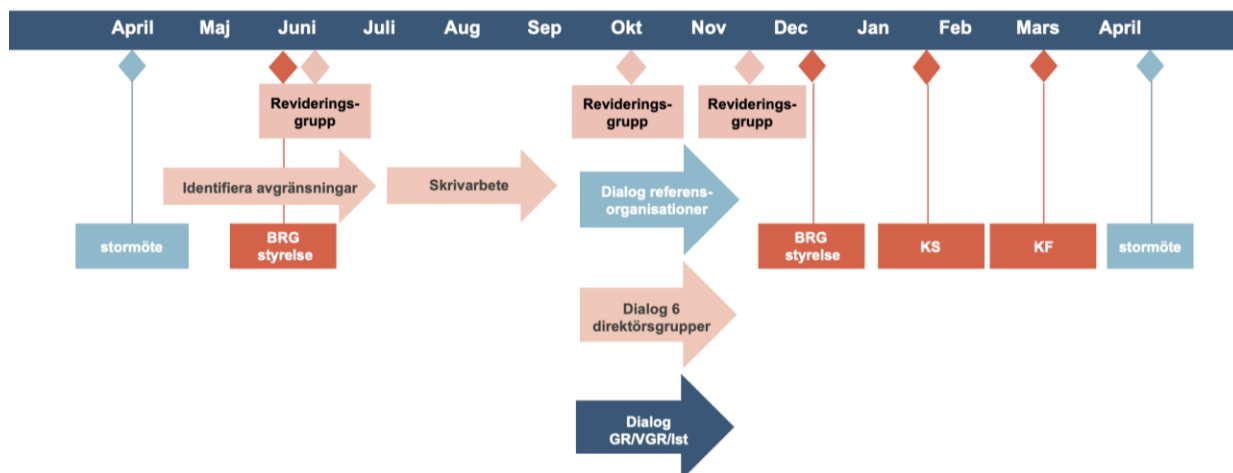 April Maj Juni Juli Aug Sep Okt Nov Dec Jan Feb Mars April
Reviderings-
grupp
Reviderings-
grupp
Reviderings-
grupp
Identifiera avgränsningar
Skrivarbete
Dialog referens-
organisationer
stormöte
BRG
styrelse
BRG
styrelse
KS
KF
stormöte
Dialog 6
direktörsgrupper
Dialog
GR/VGR/lst